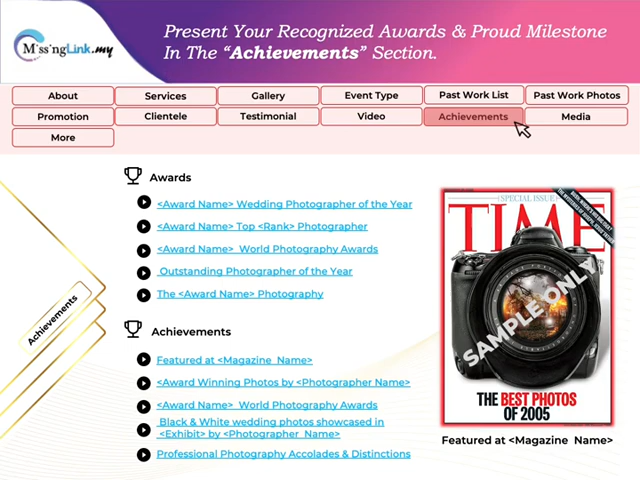 M'ss'ngLink.my
Present Your Recognized Awards & Proud Milestone
In The “Achievements” Section.
About
Services
Gallery
Event Type
Past Work List
Past Work Photos
Promotion
Clientele
Testimonial
Video
Achievements
Media
More
Awards
<Award Name> Wedding Photographer of the Year
<Award Name> Top <Rank> Photographer
<Award Name> World Photography Awards
Outstanding Photographer of the Year
The <Award Name> Photography
Achievements
Achievements
Featured at <Magazine Name>
<Award Winning Photos by <Photographer Name>
<Award Name> World Photography Awards
Black & White wedding photos showcased in
<Exhibit> by <Photographer Name>
Professional Photography Accolades & Distinctions
SPECIAL ISSUE
TIME
SAMPLE ONLY
THE BEST PHOTOS
OF 2005
Featured at <Magazine Name>